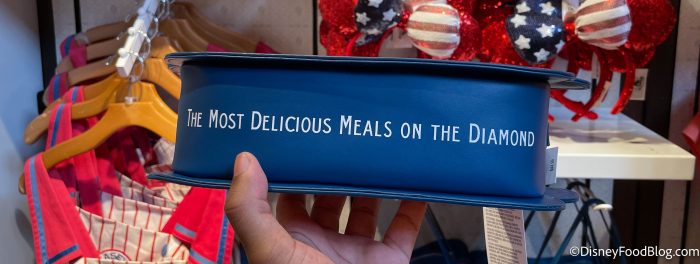 The Most Delicious Meals on the Diamond
©DisneyFoodBlog.com